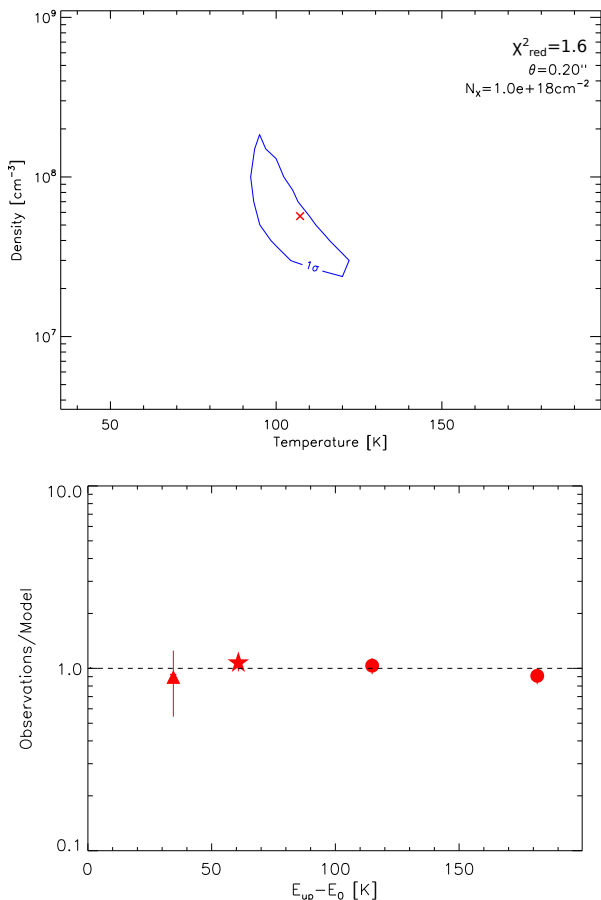 10⁹
χ²red=1.6
θ=0.20''
Nχ=1.0e+18cm⁻²
10⁸
Density [cm⁻³]
1σ
10⁷
50 100 150
Temperature [K]
10.0
Observations/Model
1.0
0.1
0 50 100 150
Eup−E0 [K]